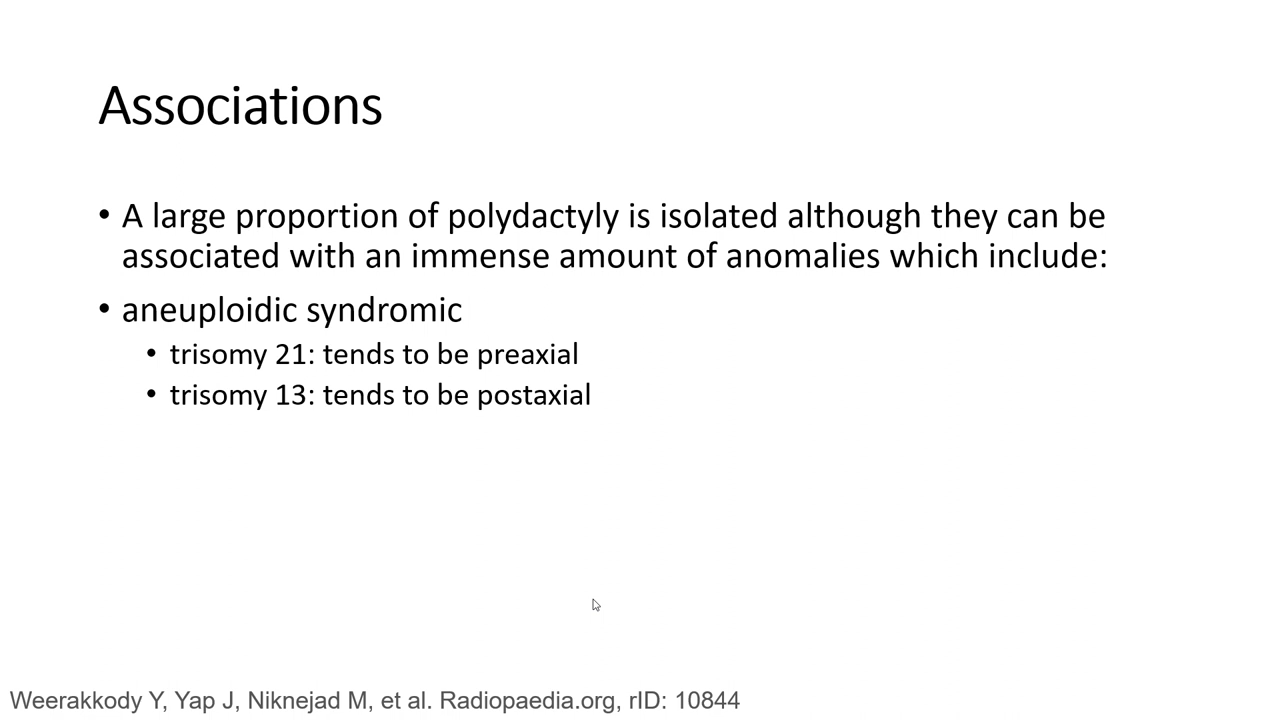 Associations
• A large proportion of polydactyly is isolated although they can be
associated with an immense amount of anomalies which include:
• aneuploidic syndromic
• trisomy 21: tends to be preaxial
• trisomy 13: tends to be postaxial
Weerakkody Y, Yap J, Niknejad M, et al. Radiopaedia.org, rID: 10844